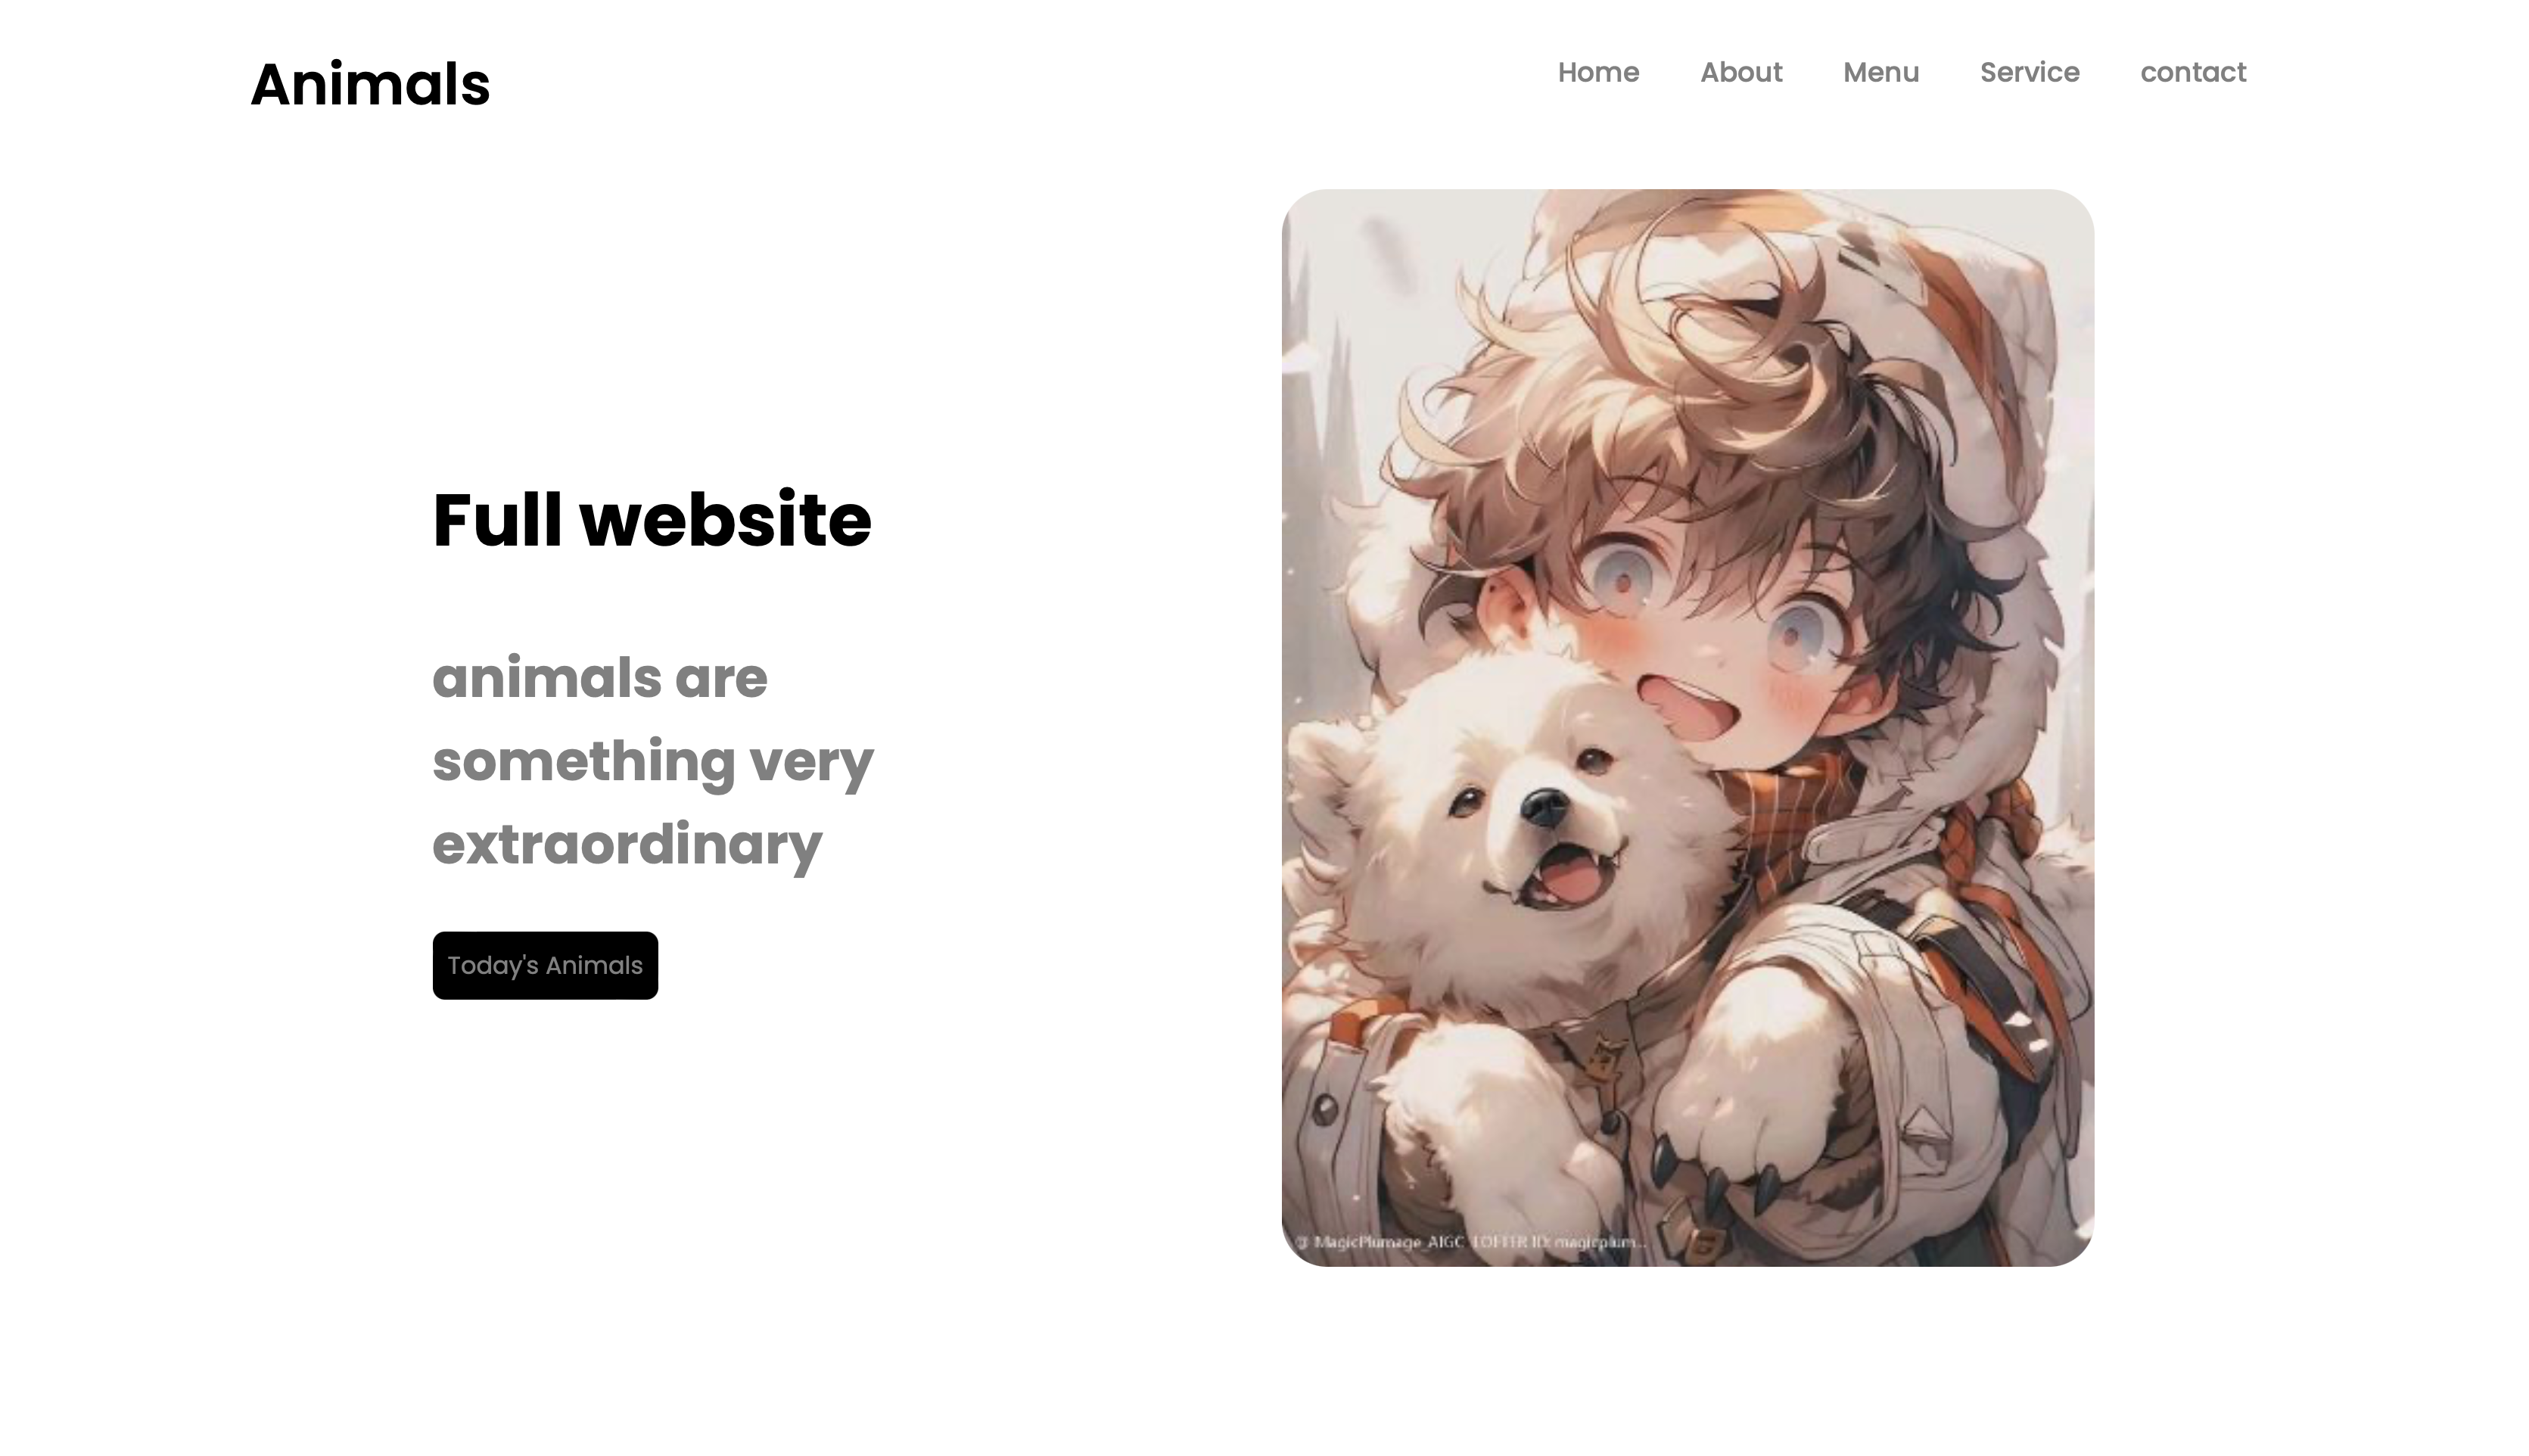 Animals
Home About Menu Service contact
Full website
animals are
something very
extraordinary
Today's Animals
@ MagicPlumage_AIGC LOFTER ID: magicplum...